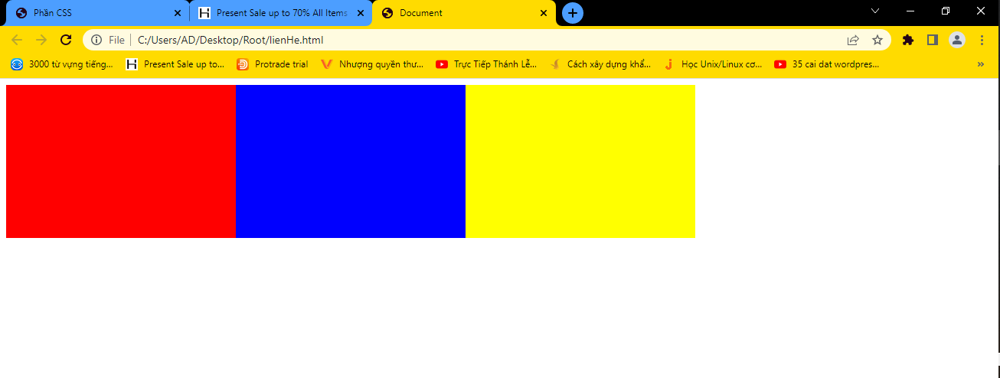 Phần CSS
Present Sale up to 70% All Items
Document
File
C:/Users/AD/Desktop/Root/lienHe.html
3000 từ vựng tiếng...
Present Sale up to...
Protrade trial
Nhượng quyền thư...
Trực Tiếp Thánh Lễ...
Cách xây dựng khẩ...
Học Unix/Linux cơ...
35 cai dat wordpres...